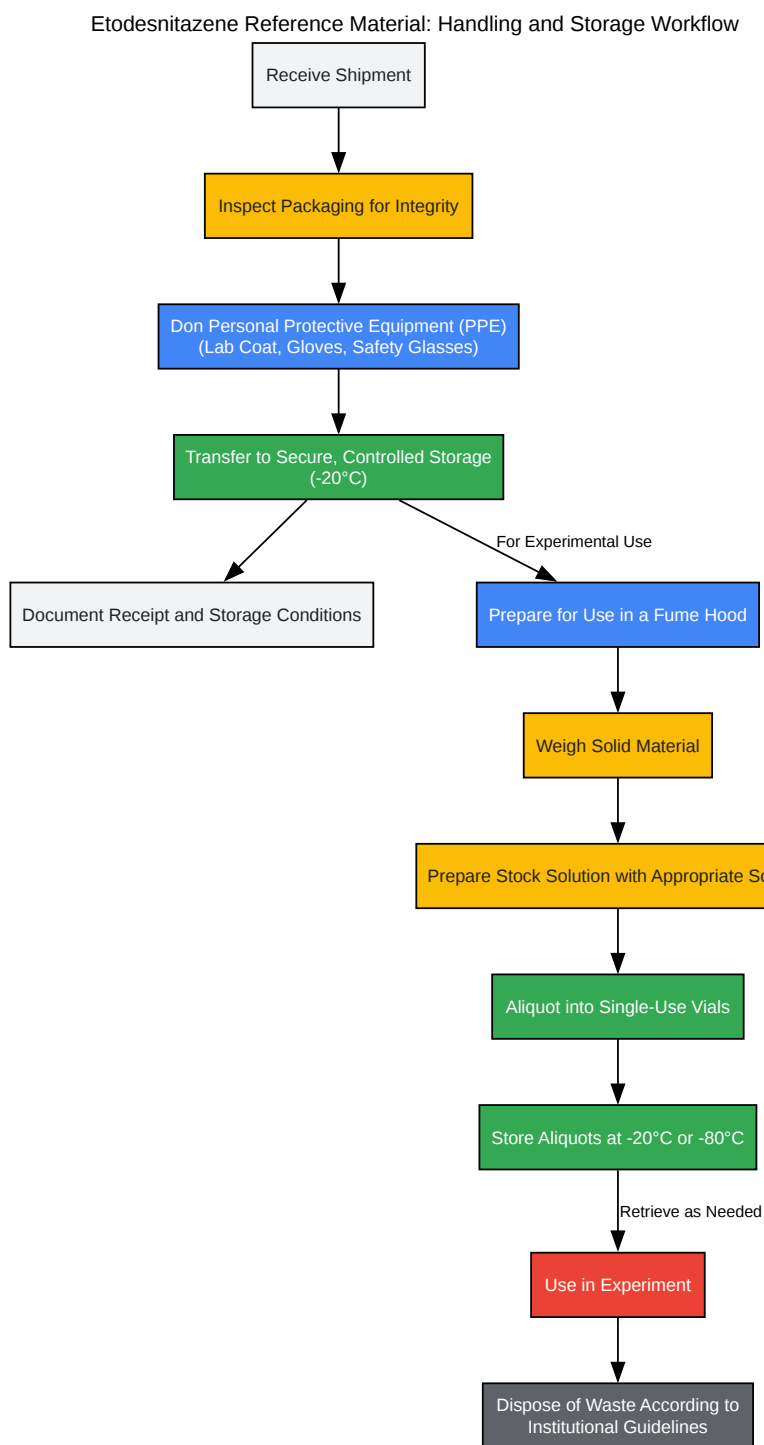 Etodesnitazene Reference Material: Handling and Storage Workflow
Receive Shipment
Inspect Packaging for Integrity
Don Personal Protective Equipment (PPE)
(Lab Coat, Gloves, Safety Glasses)
Transfer to Secure, Controlled Storage
(-20°C)
For Experimental Use
Document Receipt and Storage Conditions
Prepare for Use in a Fume Hood
Weigh Solid Material
Prepare Stock Solution with Appropriate
Aliquot into Single-Use Vials
Store Aliquots at -20°C or -80°C
Retrieve as Needed
Use in Experiment
Dispose of Waste According to
Institutional Guidelines